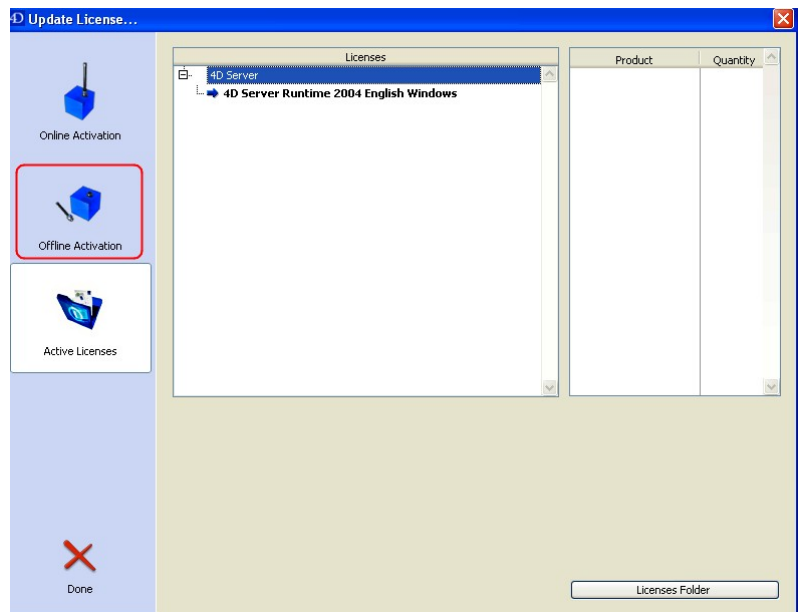 4D Update License...
Online Activation
Offline Activation
Active Licenses
Done
Licenses
4D Server
4D Server Runtime 2004 English Windows
Product Quantity
Licenses Folder